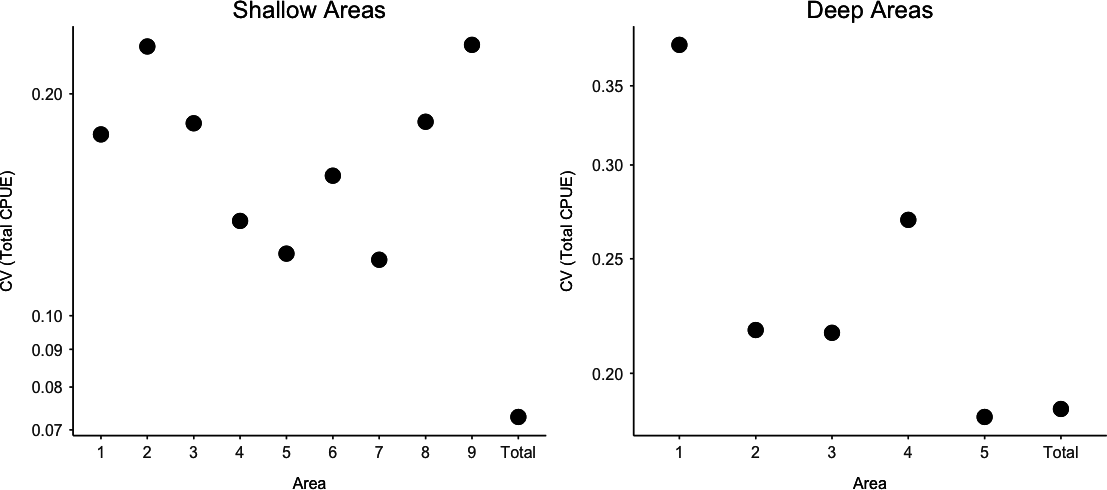 Shallow Areas
CV (Total CPUE)
0.20
0.10
0.09
0.08
0.07
1 2 3 4 5 6 7 8 9 Total
Area
Deep Areas
CV (Total CPUE)
0.35
0.30
0.25
0.20
1 2 3 4 5 Total
Area